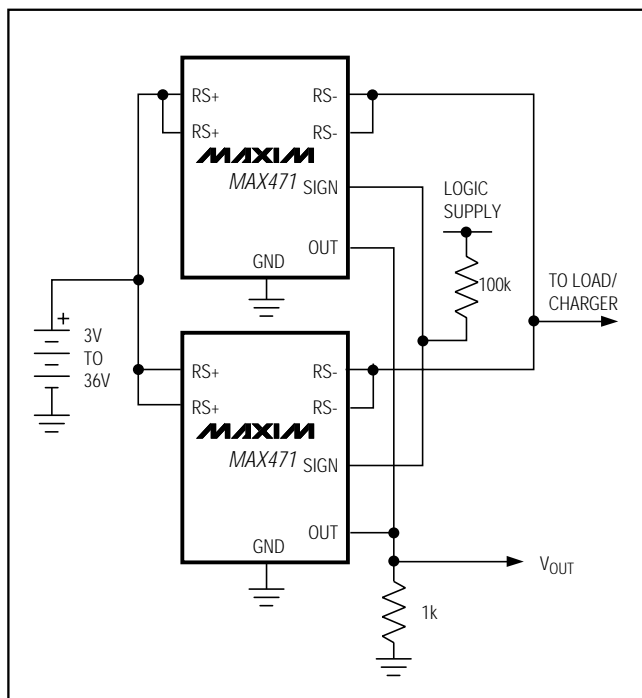 RS+
RS-
RS+
RS-
MAXIM
MAX471
SIGN
OUT
GND
LOGIC
SUPPLY
100k
TO LOAD/
CHARGER
+
3V
TO
36V
RS+
RS-
RS+
RS-
MAXIM
MAX471
SIGN
OUT
GND
VOUT
1k